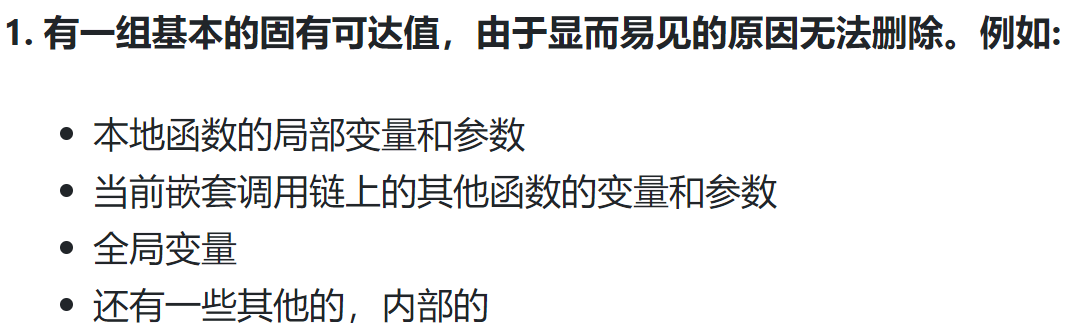 1. 有一组基本的固有可达值，由于显而易见的原因无法删除。例如:
• 本地函数的局部变量和参数
• 当前嵌套调用链上的其他函数的变量和参数
• 全局变量
• 还有一些其他的，内部的